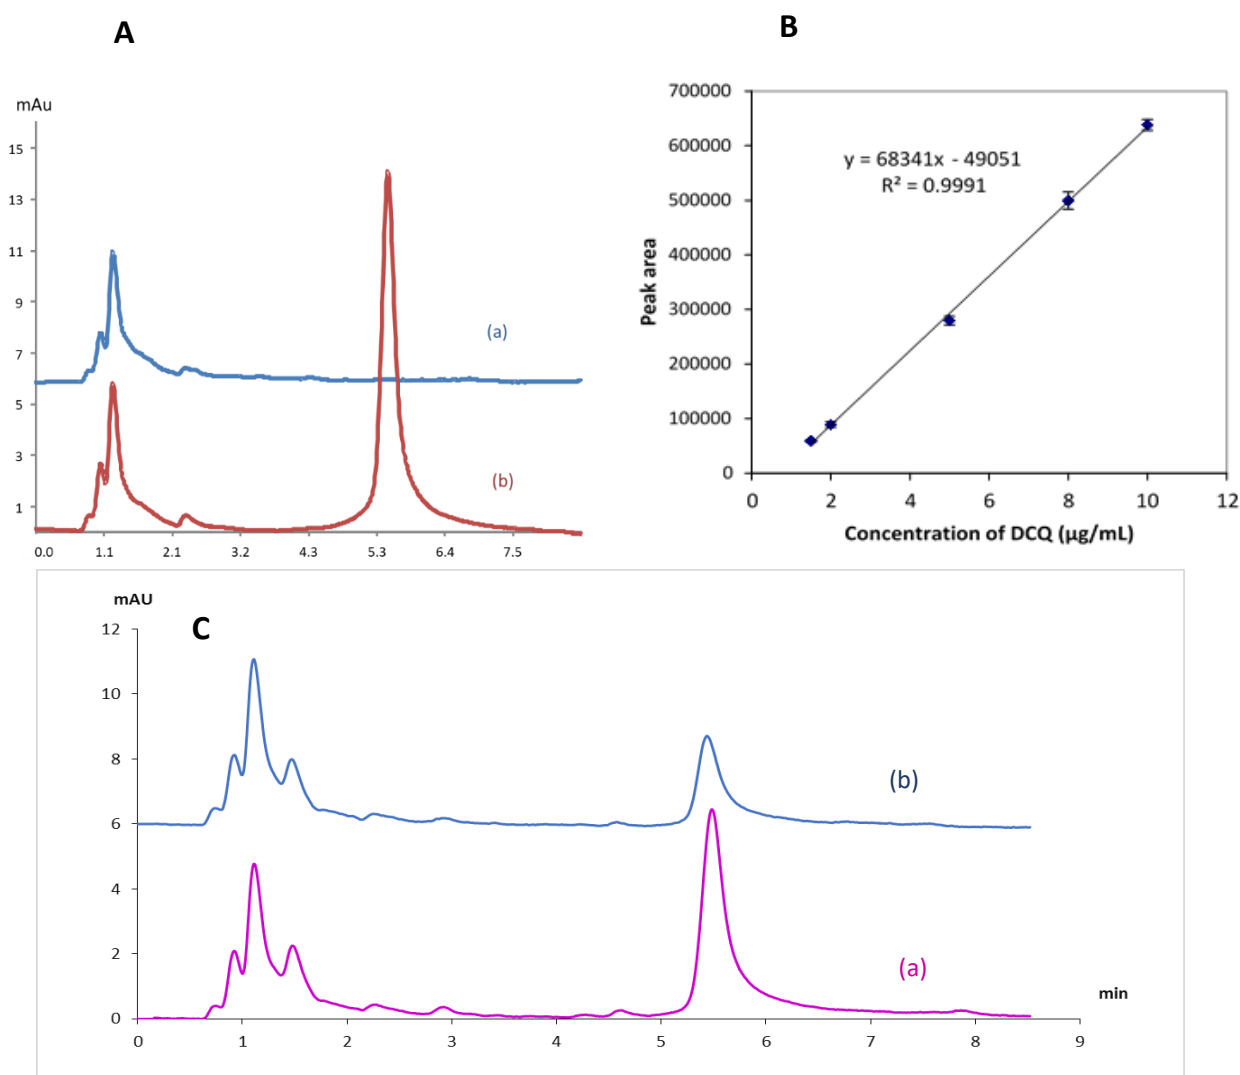 A
B
mAu
15
13
11
9
7
5
3
1
(a)
(b)
0.0 1.1 2.1 3.2 4.3 5.3 6.4 7.5
700000
600000
500000
400000
300000
200000
100000
0
Peak area
y = 68341x - 49051
R² = 0.9991
0 2 4 6 8 10 12
Concentration of DCQ (µg/mL)
mAU
C
12
10
8
6
4
2
0
(b)
(a)
min
0 1 2 3 4 5 6 7 8 9